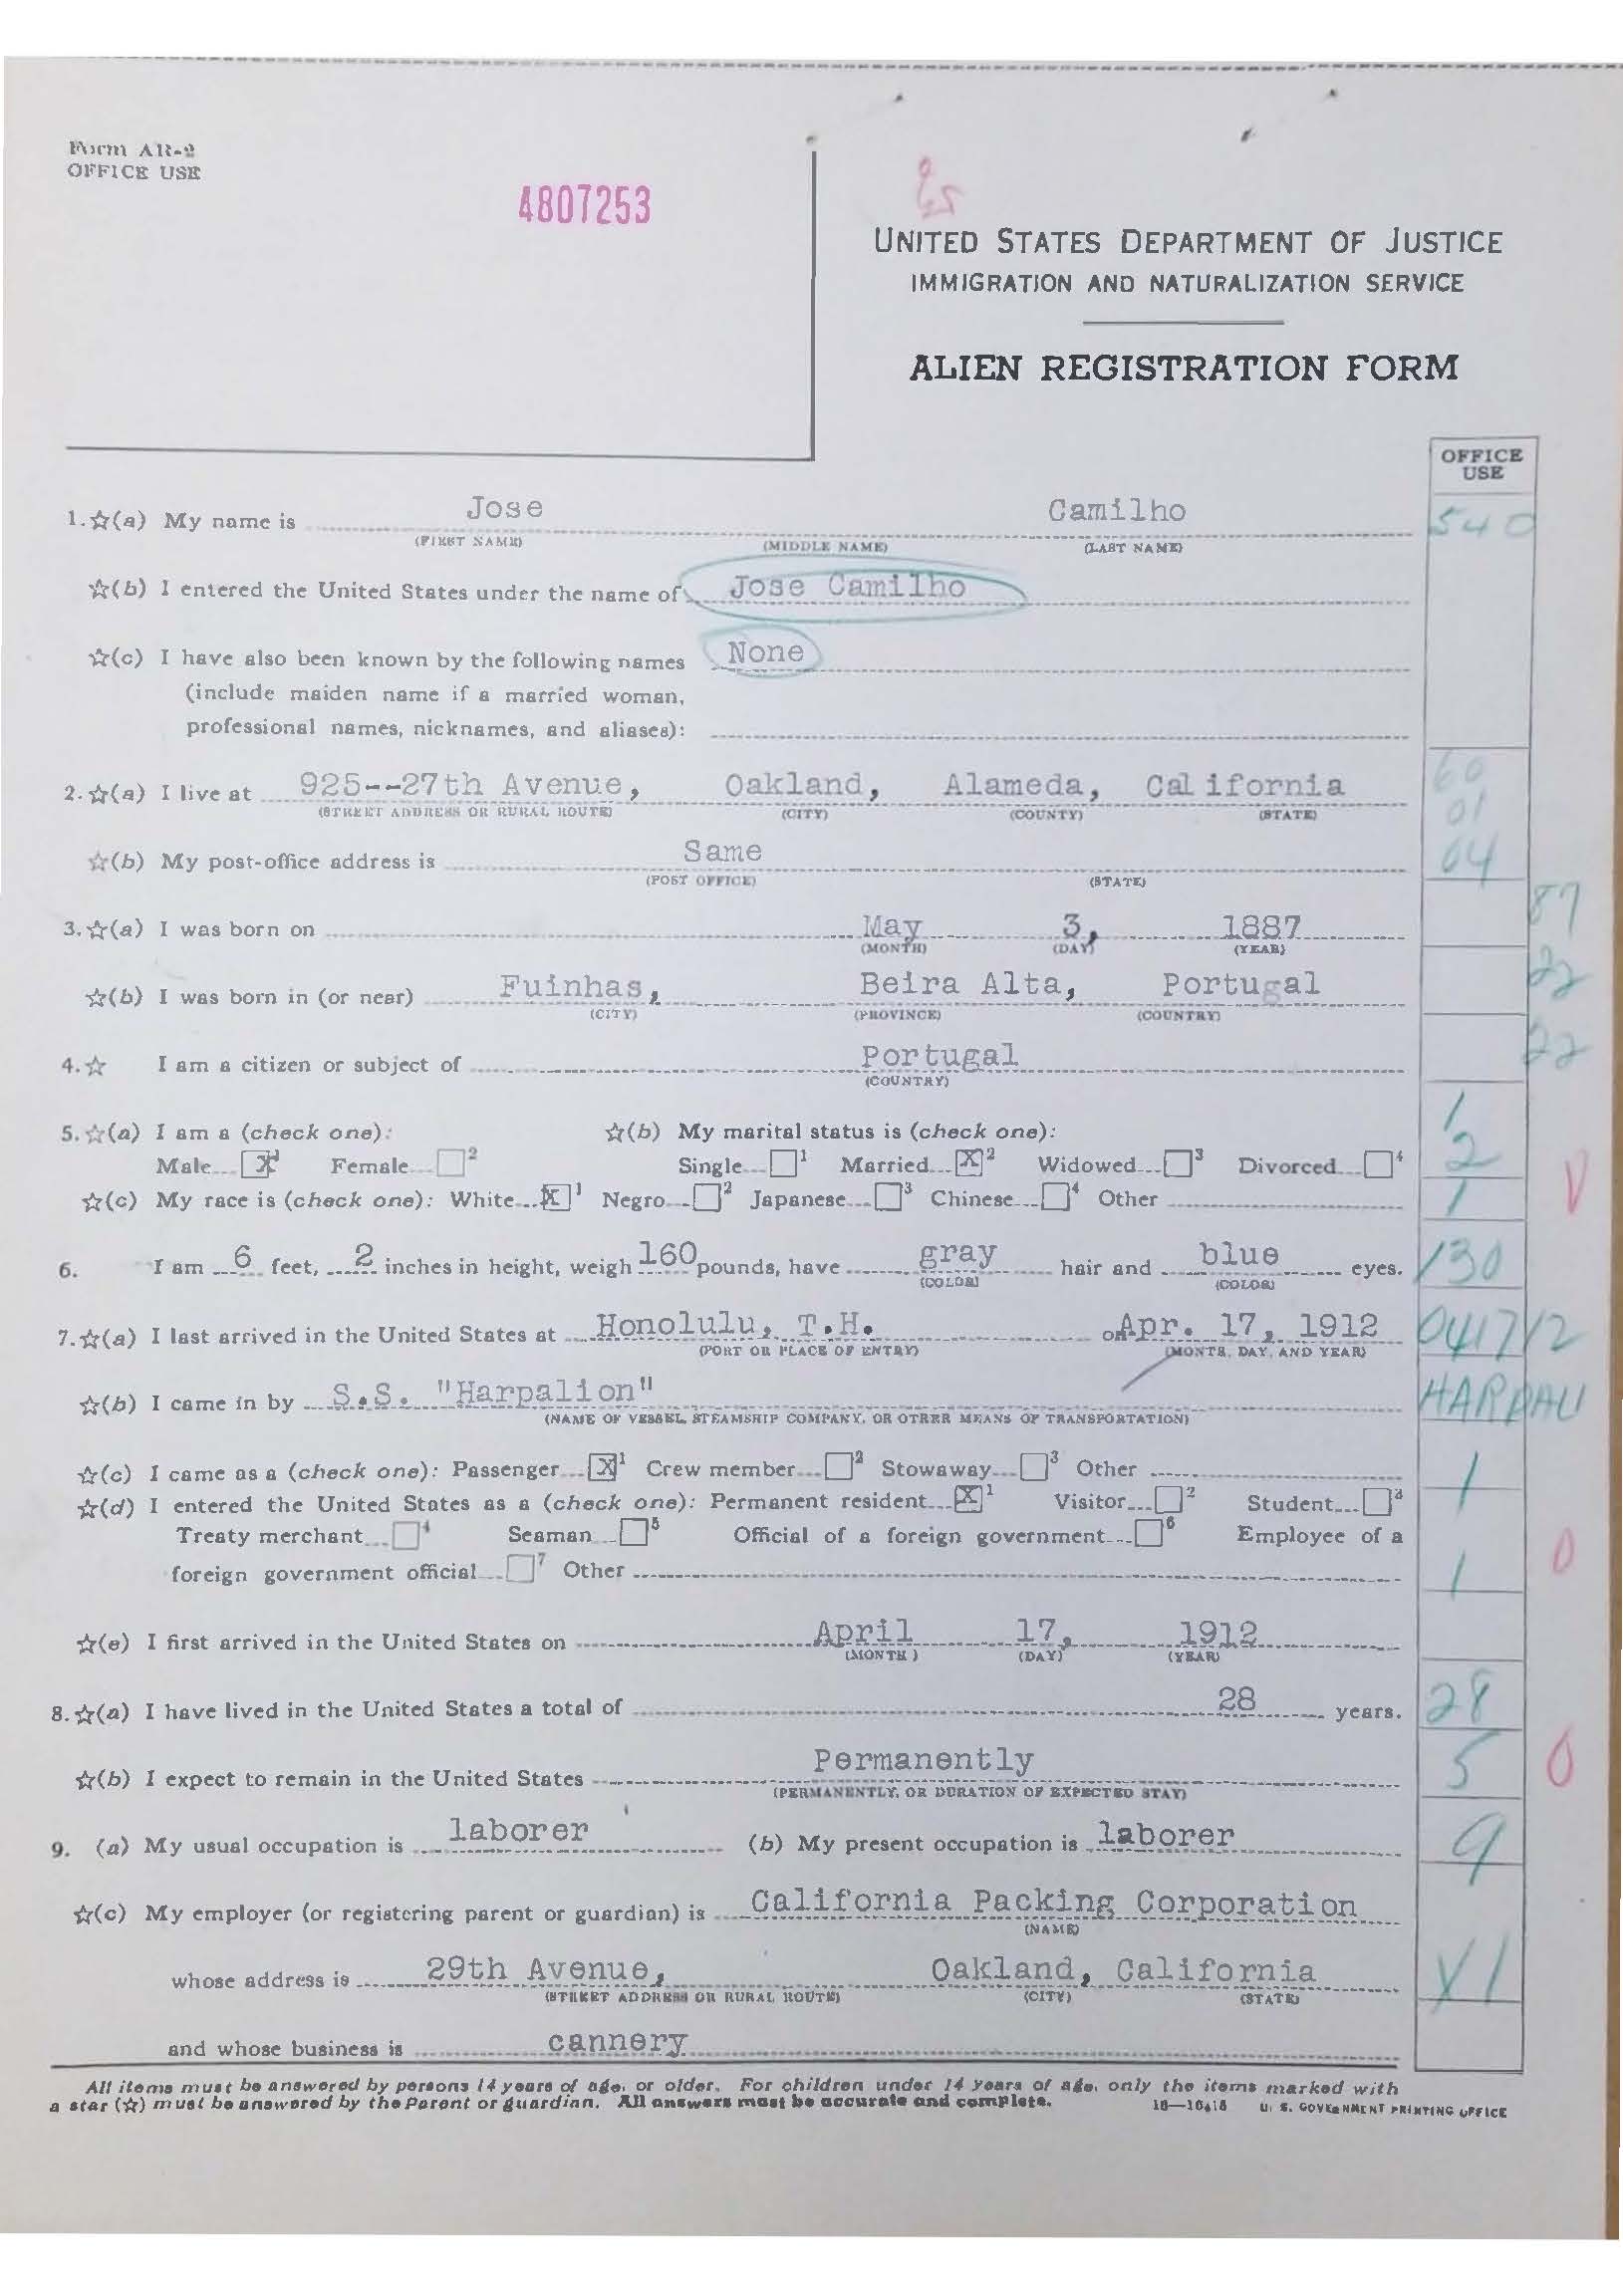 Form AR-2
OFFICE USE
4807253
UNITED STATES DEPARTMENT OF JUSTICE
IMMIGRATION AND NATURALIZATION SERVICE
ALIEN REGISTRATION FORM
OFFICE USE
1. ☆(a) My name is Jose Camilho 540
(FIRST NAME) (MIDDLE NAME) (LAST NAME)
☆(b) I entered the United States under the name of Jose Camilho
☆(c) I have also been known by the following names None
(include maiden name if a married woman,
professional names, nicknames, and aliases):
2. ☆(a) I live at 925--27th Avenue, Oakland, Alameda, California 60
(STREET ADDRESS OR RURAL ROUTE) (CITY) (COUNTY) (STATE) 01
☆(b) My post-office address is Same 04
(POST OFFICE) (STATE)
3. ☆(a) I was born on May 3, 1887 87
(MONTH) (DAY) (YEAR)
☆(b) I was born in (or near) Fuinhas, Beira Alta, Portugal 22
(CITY) (PROVINCE) (COUNTRY)
4. ☆ I am a citizen or subject of Portugal 22
(COUNTRY)
5. ☆(a) I am a (check one): ☆(b) My marital status is (check one): 1
Male X 1 Female 2 Single 1 Married X 2 Widowed 3 Divorced 4 2
☆(c) My race is (check one): White X 1 Negro 2 Japanese 3 Chinese 4 Other 1
6. I am 6 feet, 2 inches in height, weigh 160 pounds, have gray hair and blue eyes. 130
(COLOR) (COLOR)
7. ☆(a) I last arrived in the United States at Honolulu, T.H. on Apr. 17, 1912 041712
(PORT OR PLACE OF ENTRY) (MONTH, DAY, AND YEAR)
☆(b) I came in by S.S. "Harpalion" HARPALI
(NAME OF VESSEL, STEAMSHIP COMPANY, OR OTHER MEANS OF TRANSPORTATION)
☆(c) I came as a (check one): Passenger X 1 Crew member 2 Stowaway 3 Other 1
☆(d) I entered the United States as a (check one): Permanent resident X 1 Visitor 2 Student 3
Treaty merchant 4 Seaman 5 Official of a foreign government 6 Employee of a
foreign government official 7 Other 1 0
☆(e) I first arrived in the United States on April 17, 1912
(MONTH) (DAY) (YEAR)
8. ☆(a) I have lived in the United States a total of 28 years. 28
☆(b) I expect to remain in the United States Permanently 5 0
(PERMANENTLY, OR DURATION OF EXPECTED STAY)
9. (a) My usual occupation is laborer (b) My present occupation is laborer 9
☆(c) My employer (or registering parent or guardian) is California Packing Corporation
(NAME)
whose address is 29th Avenue, Oakland, California
(STREET ADDRESS OR RURAL ROUTE) (CITY) (STATE)
and whose business is cannery
All items must be answered by persons 14 years of age, or older. For children under 14 years of age, only the items marked with
a star (☆) must be answered by the Parent or guardian. All answers must be accurate and complete. U. S. GOVERNMENT PRINTING OFFICE